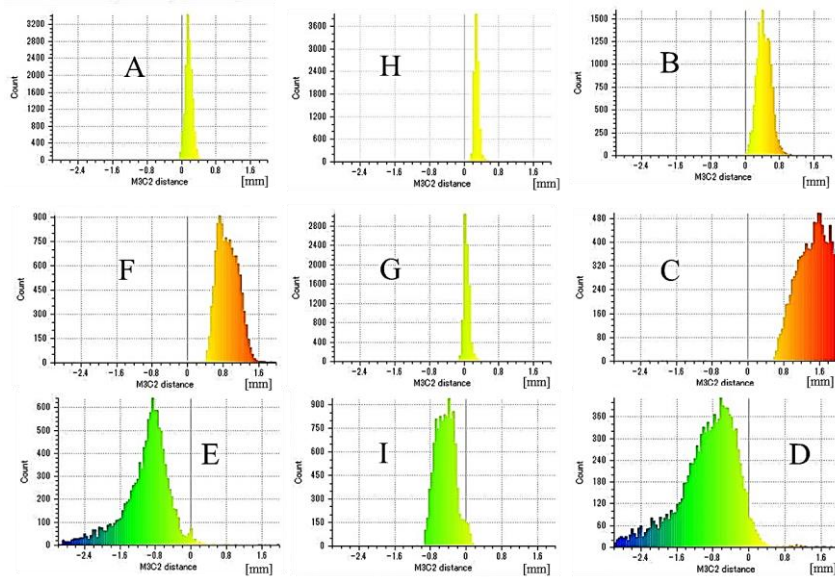 3200
2800
2400
2000
1600
1200
800
400
0
Count
A
-2.4 -1.6 -0.8 0 0.8 1.6
M3C2 distance [mm]
3600
3000
2400
1800
1200
600
0
Count
H
-2.4 -1.6 -0.8 0 0.8 1.6
M3C2 distance [mm]
1500
1250
1000
750
500
250
0
Count
B
-2.4 -1.6 -0.8 0 0.8 1.6
M3C2 distance [mm]
900
750
600
450
300
150
0
Count
F
-2.4 -1.6 -0.8 0 0.8 1.6
M3C2 distance [mm]
2800
2400
2000
1600
1200
800
400
0
Count
G
-2.4 -1.6 -0.8 0 0.8 1.6
M3C2 distance [mm]
480
400
320
240
160
80
0
Count
C
-2.4 -1.6 -0.8 0 0.8 1.6
M3C2 distance [mm]
600
500
400
300
200
100
0
Count
E
-2.4 -1.6 -0.8 0 0.8 1.6
M3C2 distance [mm]
900
750
600
450
300
150
0
Count
I
-2.4 -1.6 -0.8 0 0.8 1.6
M3C2 distance [mm]
360
300
240
180
120
60
0
Count
D
-2.4 -1.6 -0.8 0 0.8 1.6
M3C2 distance [mm]